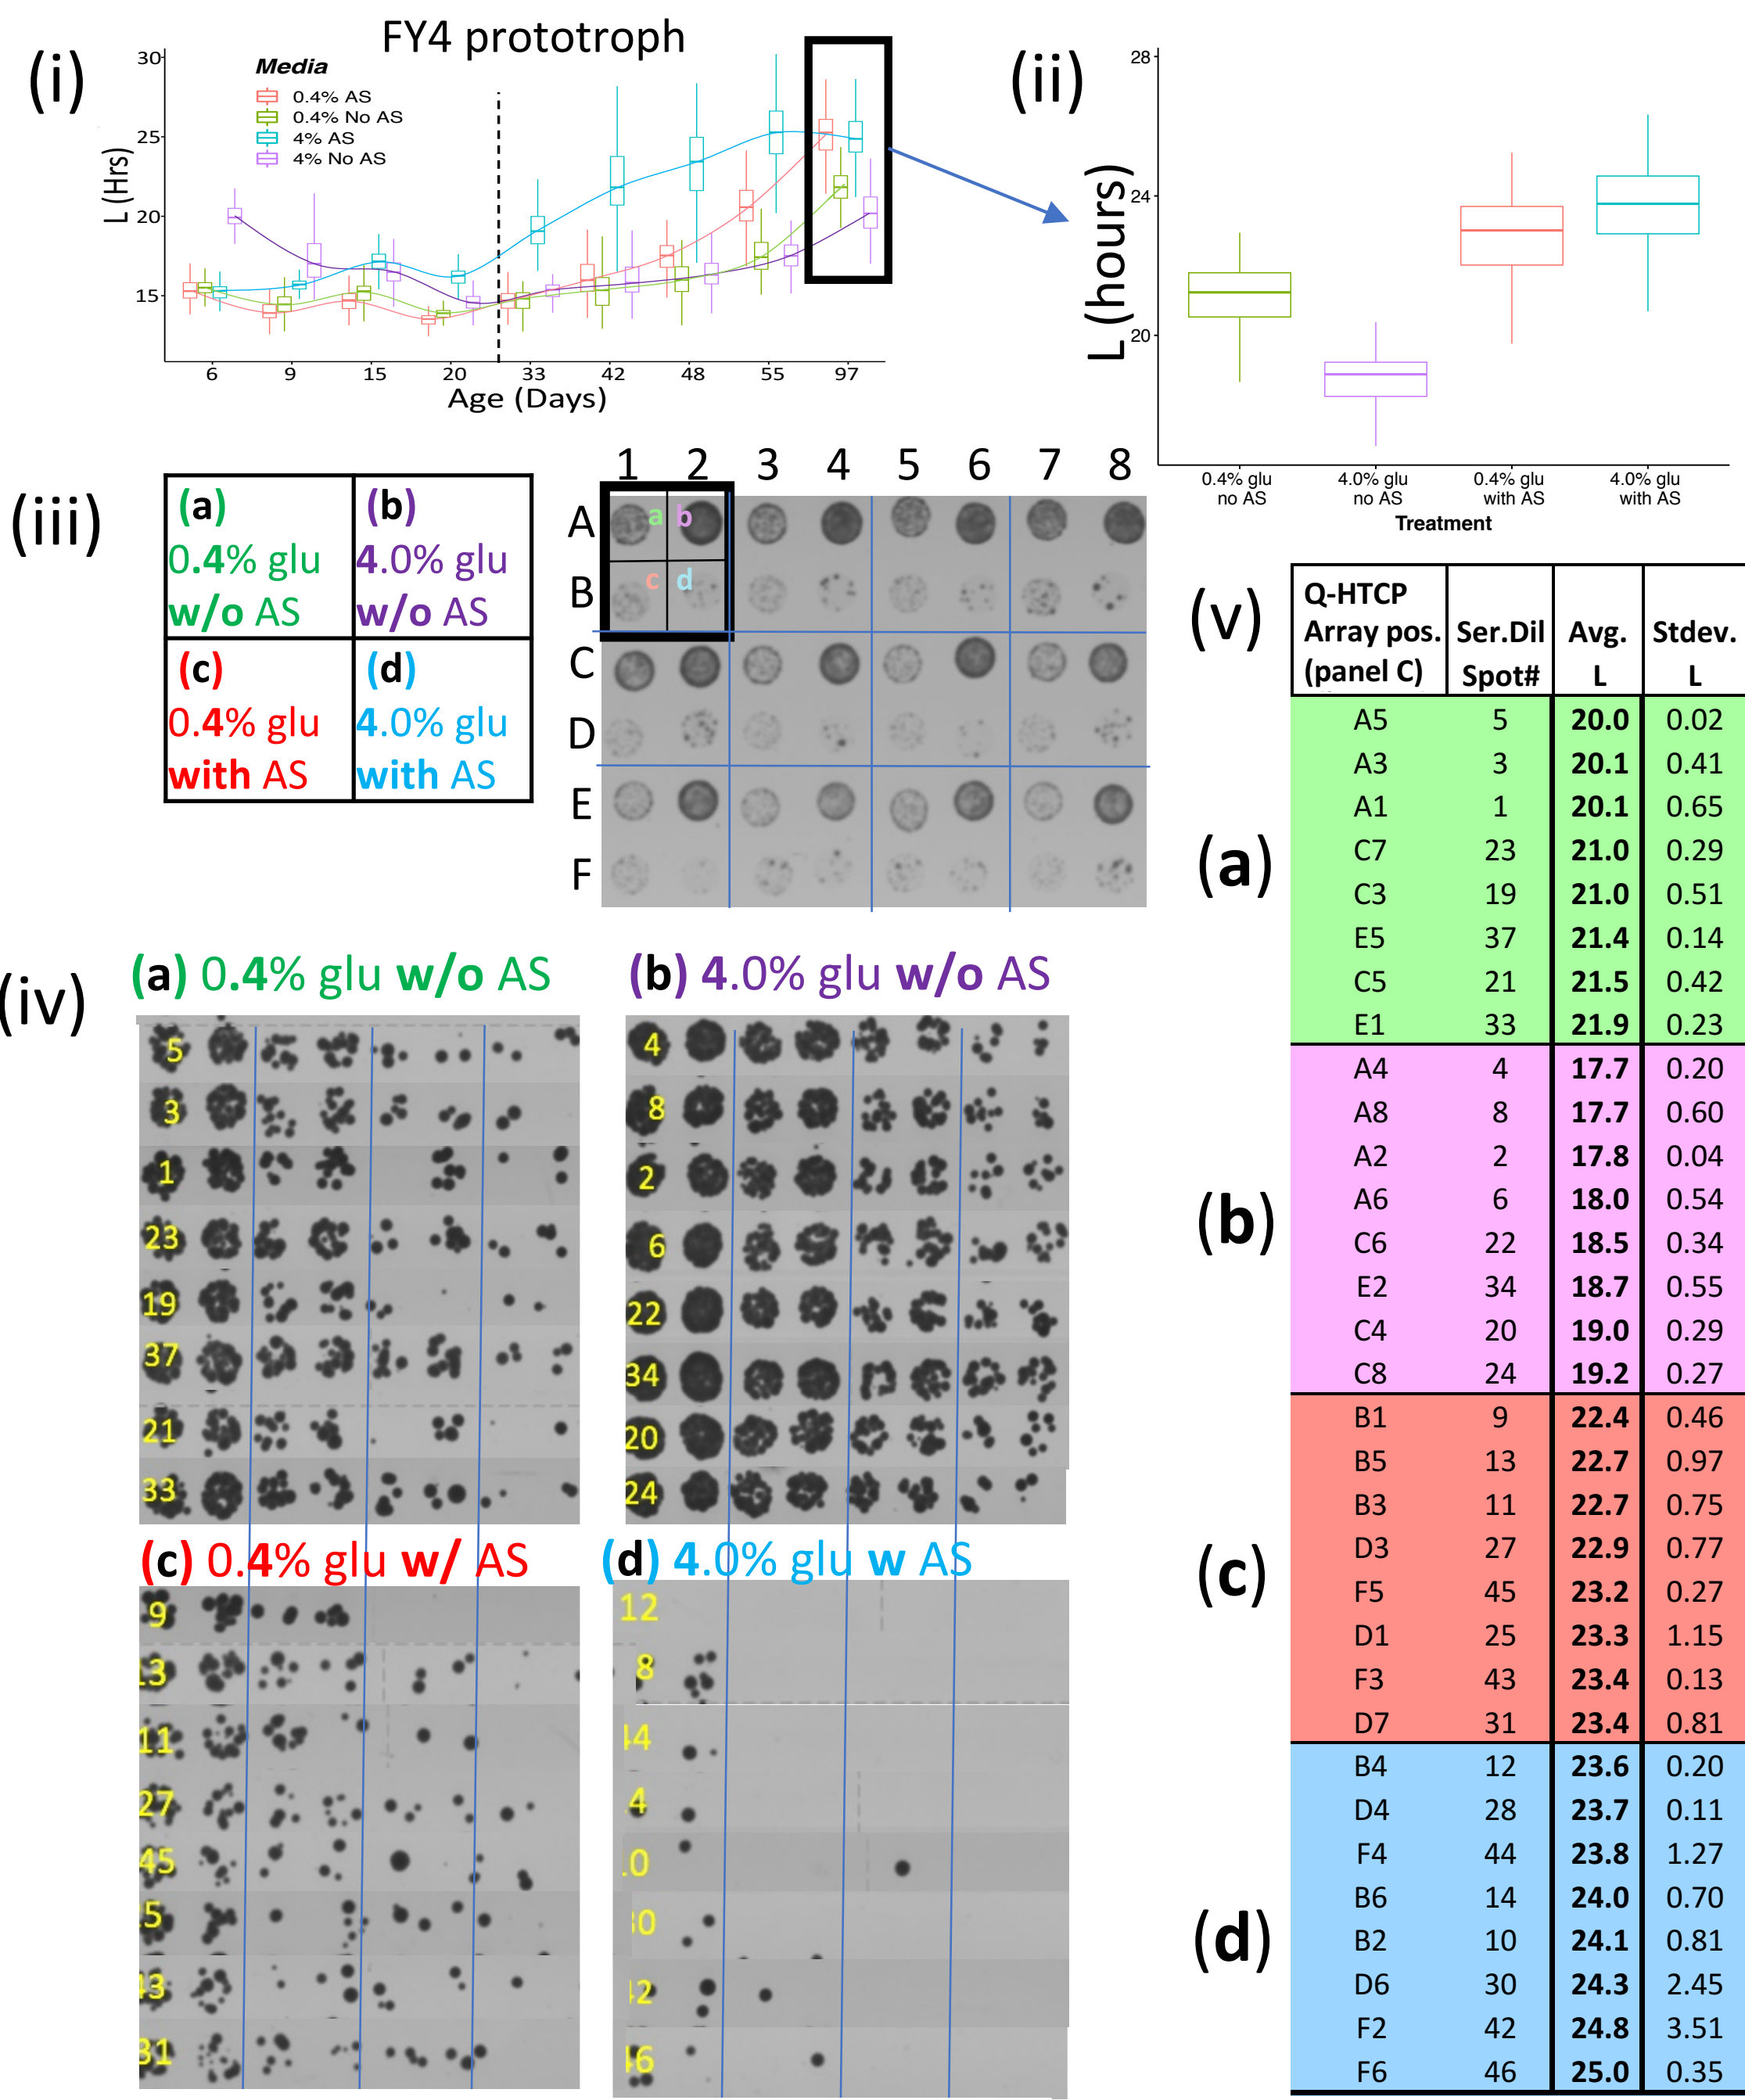 FY4 prototroph
(i)
Media
0.4% AS
0.4% No AS
4% AS
4% No AS
30
25
20
15
L (Hrs)
6 9 15 20 33 42 48 55 97
Age (Days)
(ii)
28
24
20
L (hours)
0.4% glu no AS
4.0% glu no AS
0.4% glu with AS
4.0% glu with AS
Treatment
(iii)
(a)
0.4% glu
w/o AS
(b)
4.0% glu
w/o AS
(c)
0.4% glu
with AS
(d)
4.0% glu
with AS
1 2 3 4 5 6 7 8
A
B
C
D
E
F
a b
c d
(iv)
(a) 0.4% glu w/o AS
5
3
1
23
19
37
21
33
(b) 4.0% glu w/o AS
4
8
2
6
22
34
20
24
(c) 0.4% glu w/ AS
9
13
11
27
45
25
43
31
(d) 4.0% glu w AS
12
8
44
4
10
30
42
46
(v)
Q-HTCP Array pos. (panel C) Ser.Dil Spot# Avg. L Stdev. L
(a)
A5 5 20.0 0.02
A3 3 20.1 0.41
A1 1 20.1 0.65
C7 23 21.0 0.29
C3 19 21.0 0.51
E5 37 21.4 0.14
C5 21 21.5 0.42
E1 33 21.9 0.23
(b)
A4 4 17.7 0.20
A8 8 17.7 0.60
A2 2 17.8 0.04
A6 6 18.0 0.54
C6 22 18.5 0.34
E2 34 18.7 0.55
C4 20 19.0 0.29
C8 24 19.2 0.27
(c)
B1 9 22.4 0.46
B5 13 22.7 0.97
B3 11 22.7 0.75
D3 27 22.9 0.77
F5 45 23.2 0.27
D1 25 23.3 1.15
F3 43 23.4 0.13
D7 31 23.4 0.81
(d)
B4 12 23.6 0.20
D4 28 23.7 0.11
F4 44 23.8 1.27
B6 14 24.0 0.70
B2 10 24.1 0.81
D6 30 24.3 2.45
F2 42 24.8 3.51
F6 46 25.0 0.35